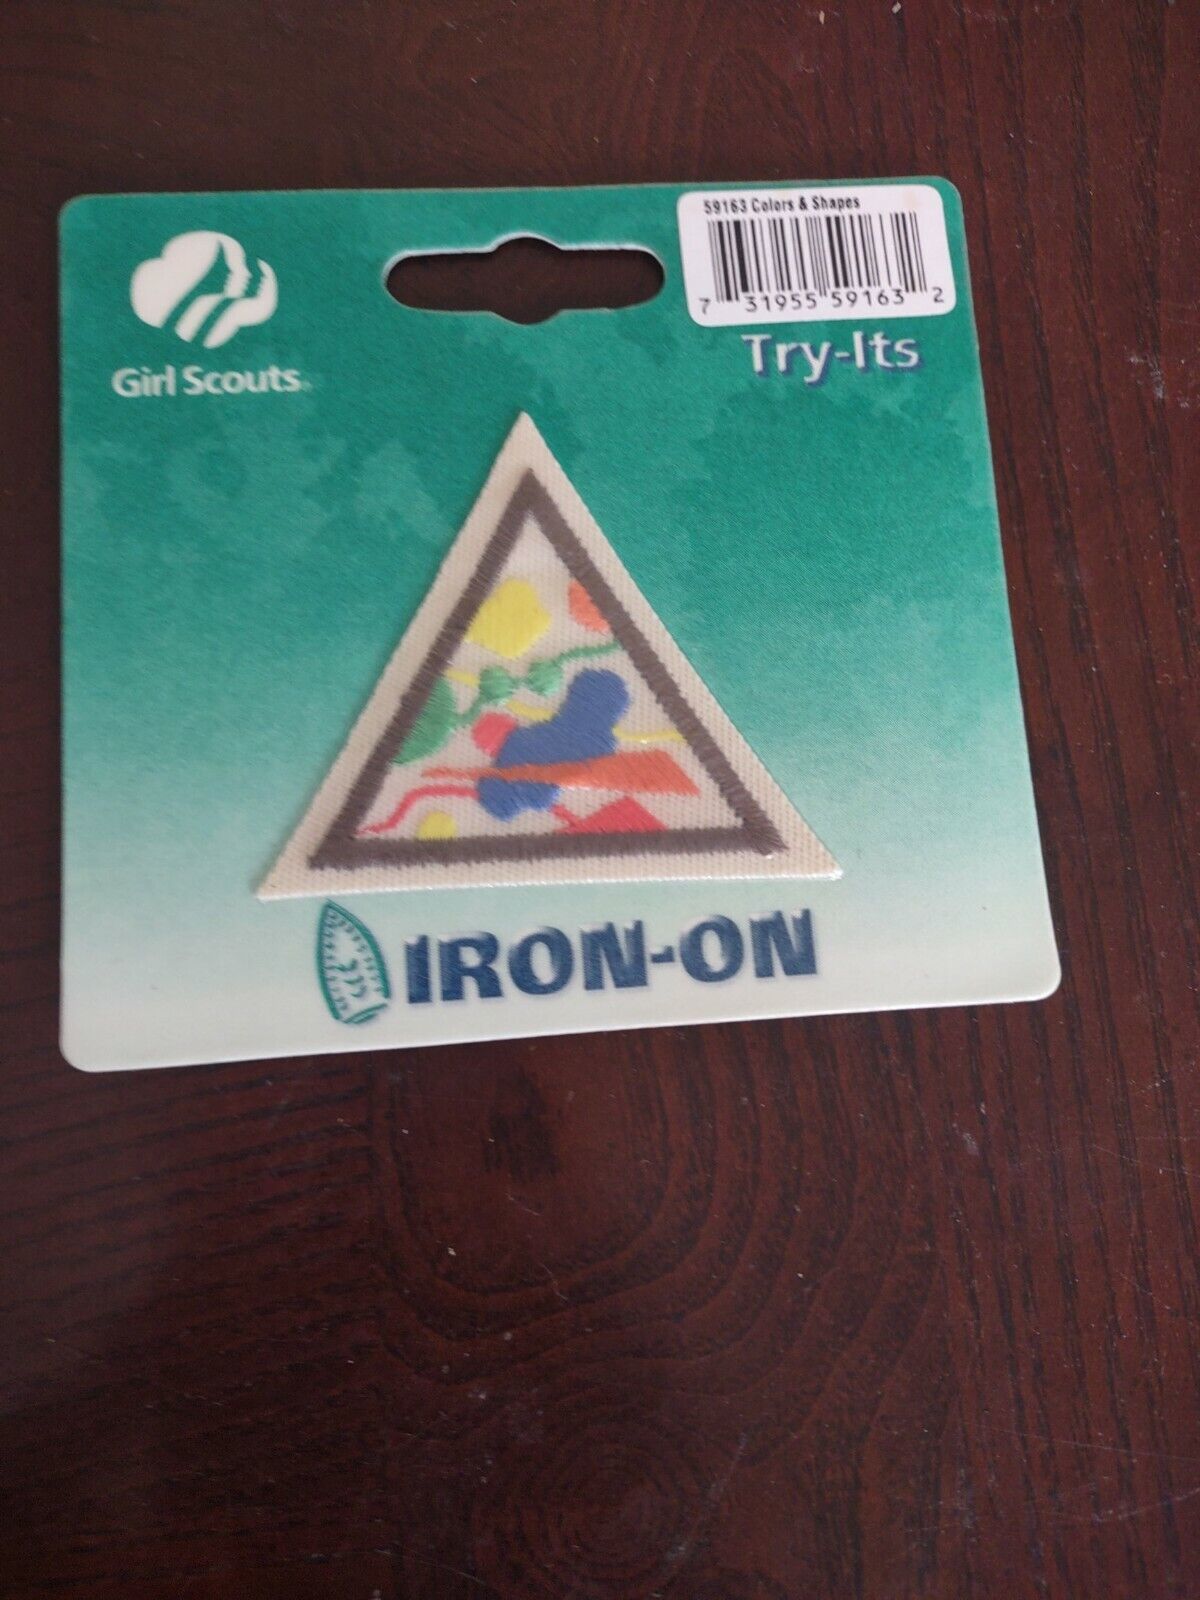 59163 Colors & Shapes
7 31955 59163 2
Girl Scouts
Try-Its
IRON-ON